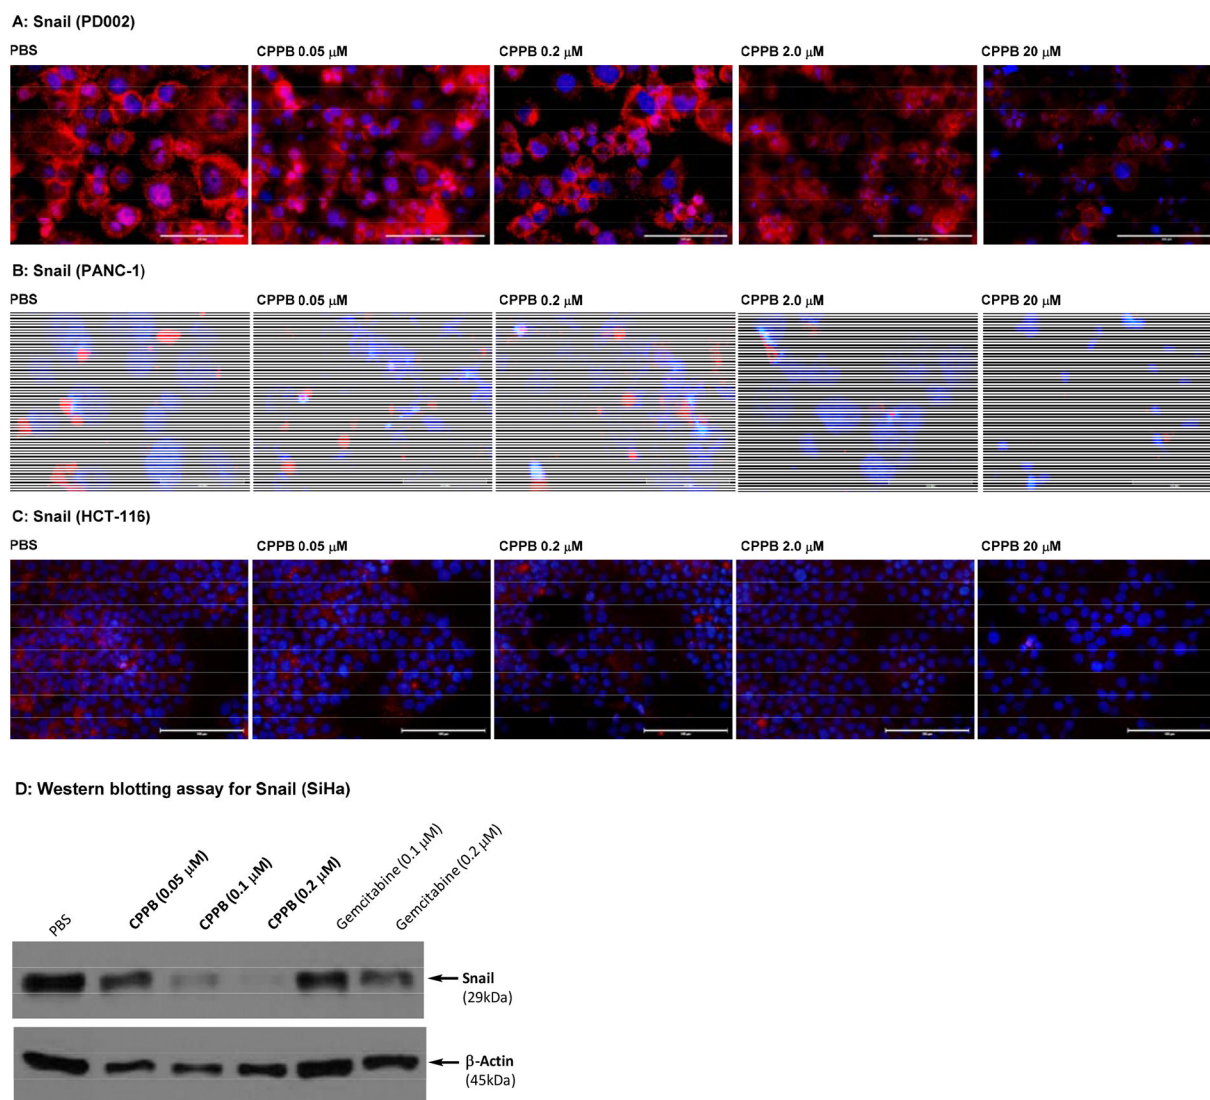 A: Snail (PD002)
PBS
CPPB 0.05 μM
CPPB 0.2 μM
CPPB 2.0 μM
CPPB 20 μM
B: Snail (PANC-1)
PBS
CPPB 0.05 μM
CPPB 0.2 μM
CPPB 2.0 μM
CPPB 20 μM
C: Snail (HCT-116)
PBS
CPPB 0.05 μM
CPPB 0.2 μM
CPPB 2.0 μM
CPPB 20 μM
D: Western blotting assay for Snail (SiHa)
PBS
CPPB (0.05 μM)
CPPB (0.1 μM)
CPPB (0.2 μM)
Gemcitabine (0.1 μM)
Gemcitabine (0.2 μM)
Snail
(29kDa)
β-Actin
(45kDa)